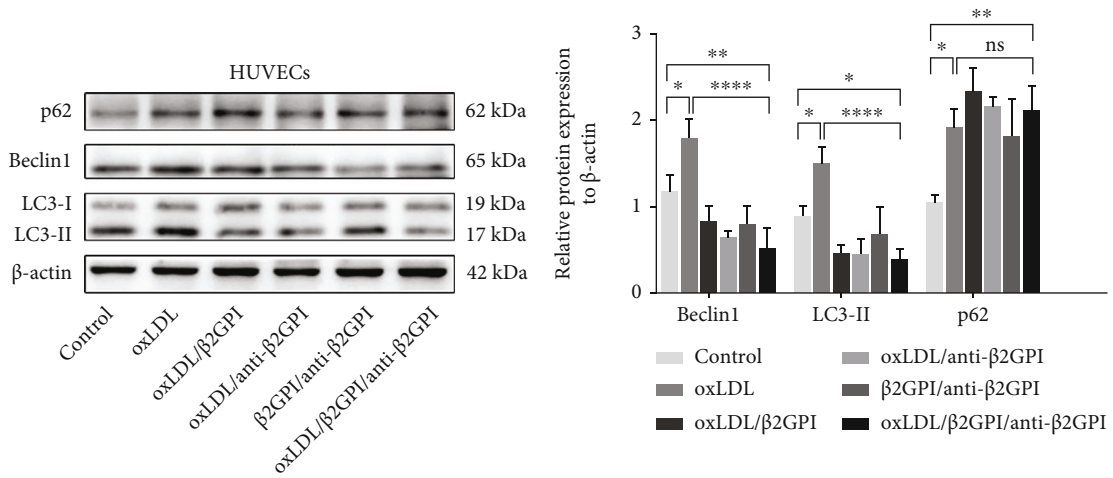 HUVECs
p62
62 kDa
Beclin1
65 kDa
LC3-I
19 kDa
LC3-II
17 kDa
β-actin
42 kDa
Control
oxLDL
oxLDL/β2GPI
oxLDL/anti-β2GPI
β2GPI/anti-β2GPI
oxLDL/β2GPI/anti-β2GPI
Relative protein expression
to β-actin
3
2
1
0
**
* ****
*
* ****
**
* ns
Beclin1 LC3-II p62
Control
oxLDL
oxLDL/β2GPI
oxLDL/anti-β2GPI
β2GPI/anti-β2GPI
oxLDL/β2GPI/anti-β2GPI